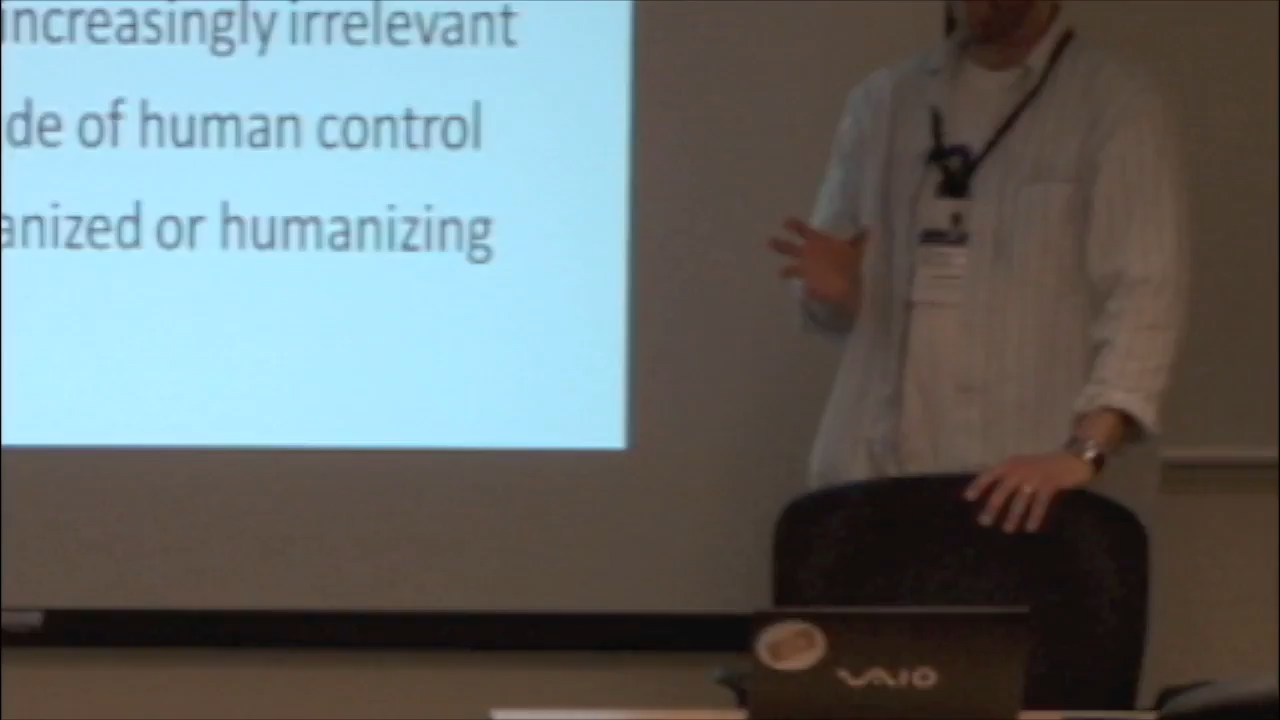 increasingly irrelevant
de of human control
anized or humanizing
VAIO